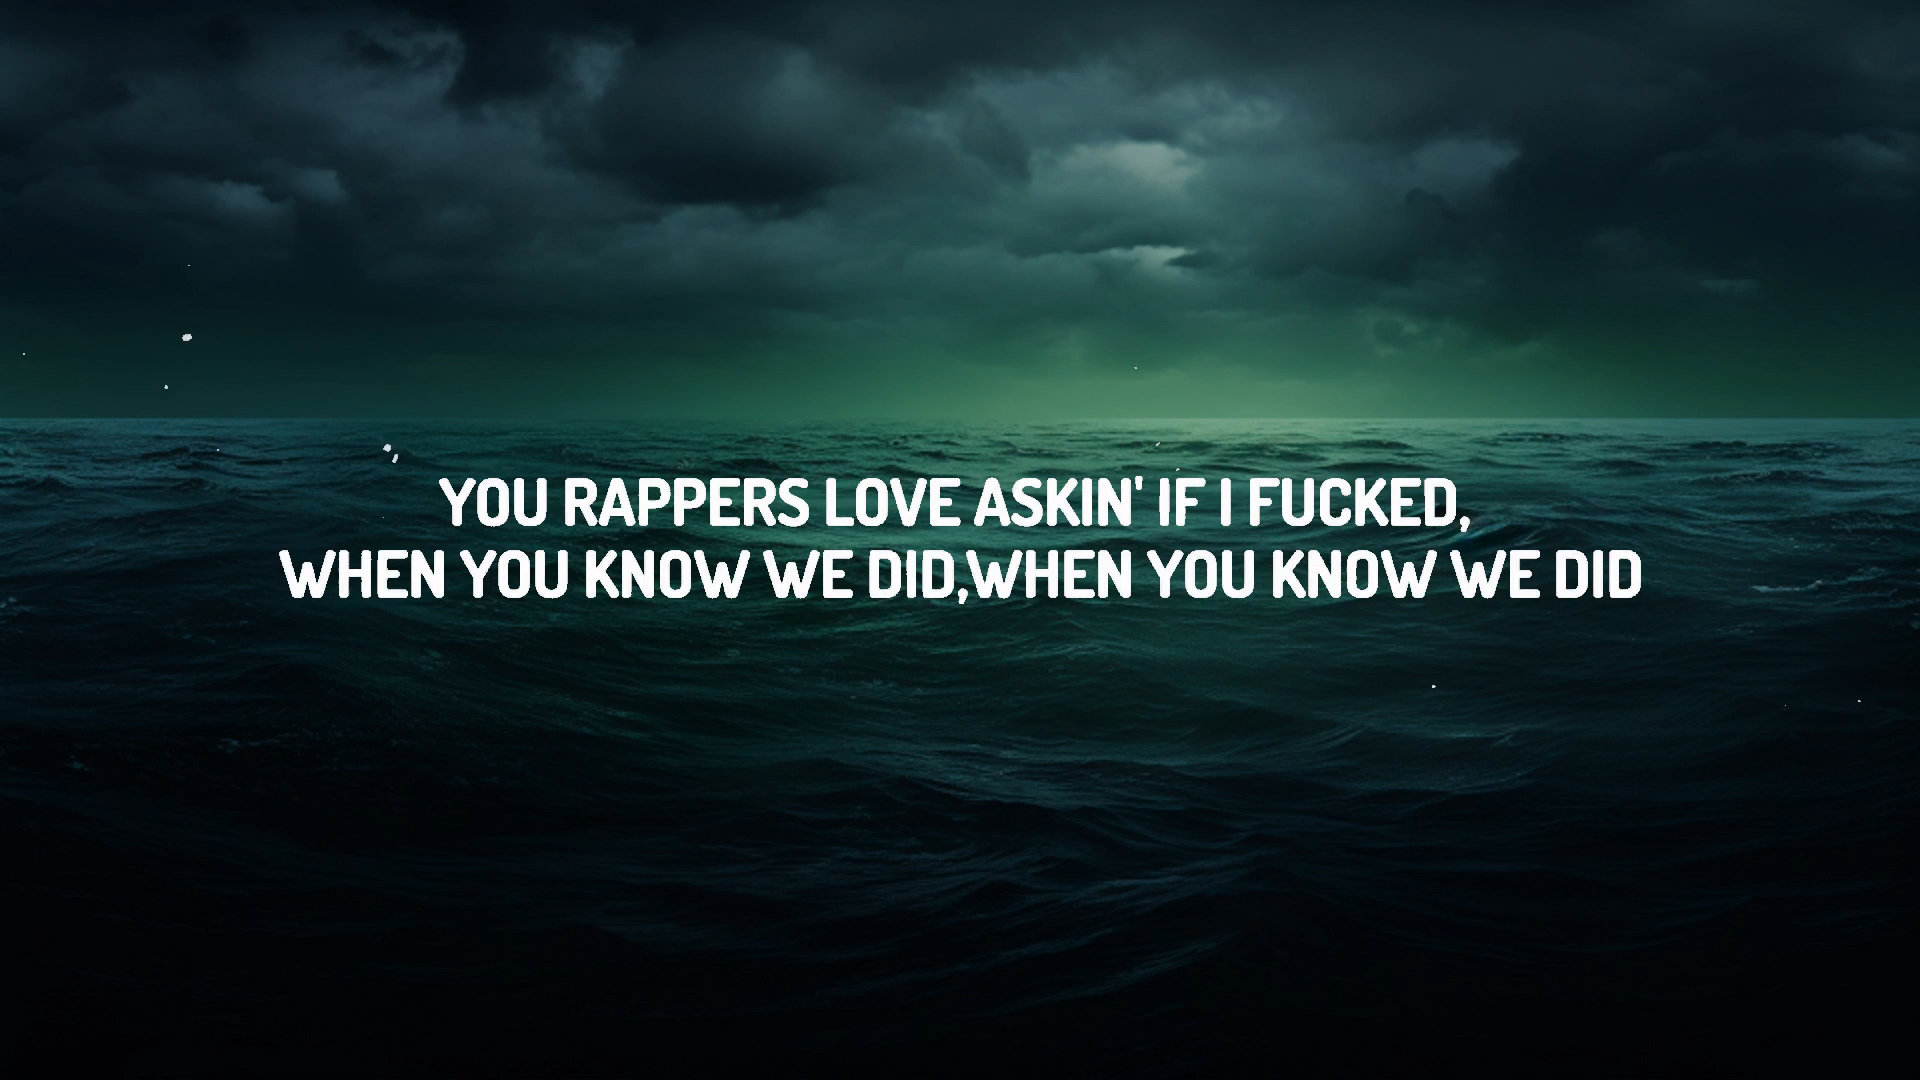 YOU RAPPERS LOVE ASKIN' IF I FUCKED,
WHEN YOU KNOW WE DID,WHEN YOU KNOW WE DID